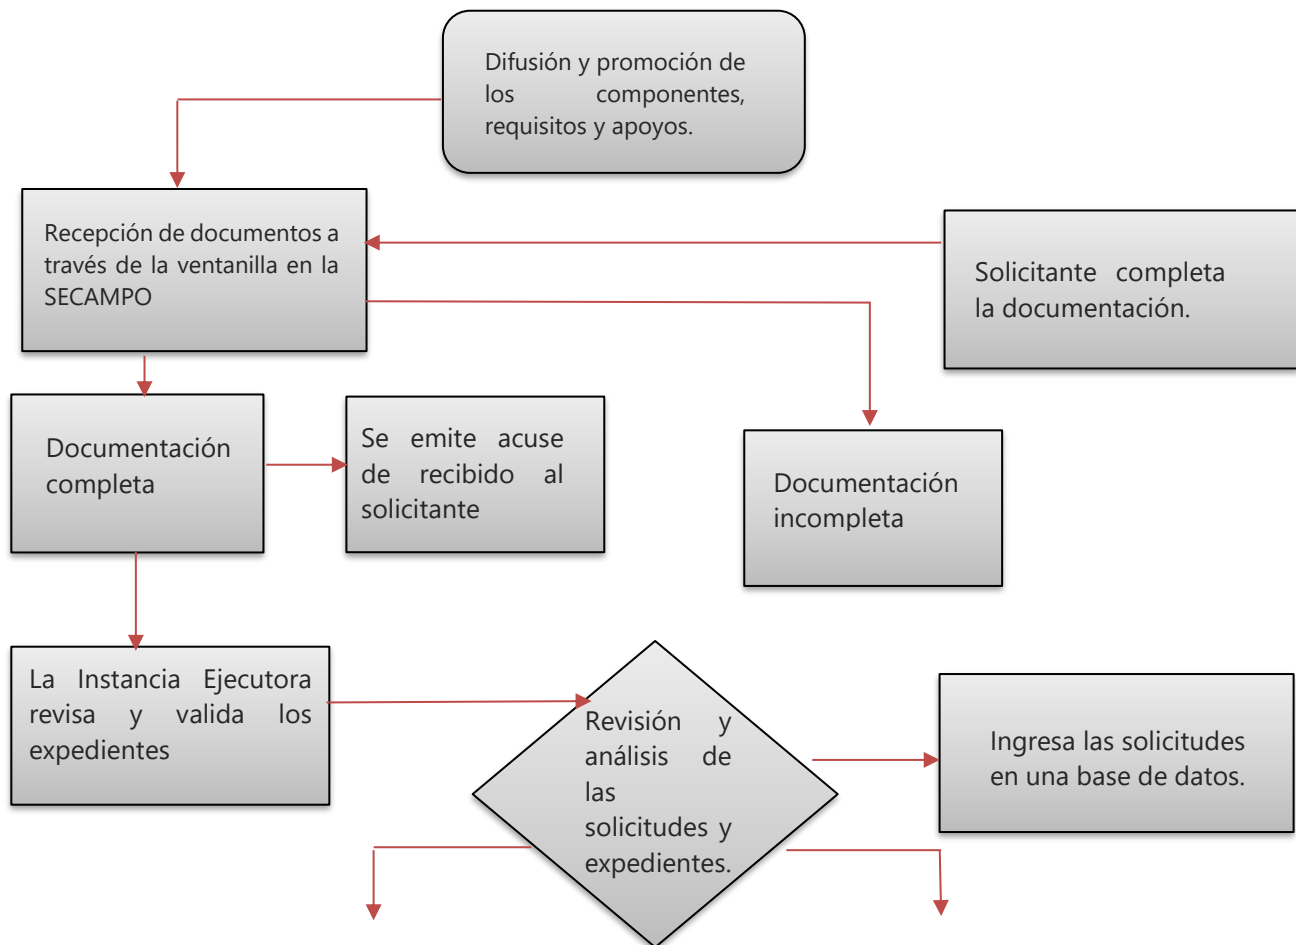 Difusión y promoción de
los componentes,
requisitos y apoyos.
Recepción de documentos a
través de la ventanilla en la
SECAMPO
Solicitante completa
la documentación.
Documentación
completa
Se emite acuse
de recibido al
solicitante
Documentación
incompleta
La Instancia Ejecutora
revisa y valida los
expedientes
Revisión y
análisis de
las
solicitudes y
expedientes.
Ingresa las solicitudes
en una base de datos.